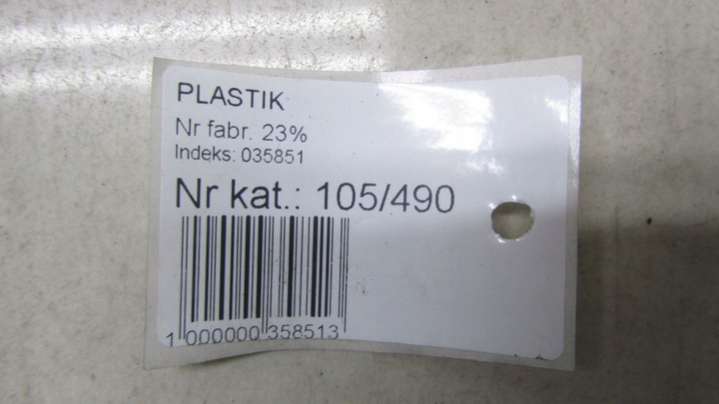 PLASTIK
Nr fabr. 23%
Indeks: 035851
Nr kat.: 105/490
1 000000 358513